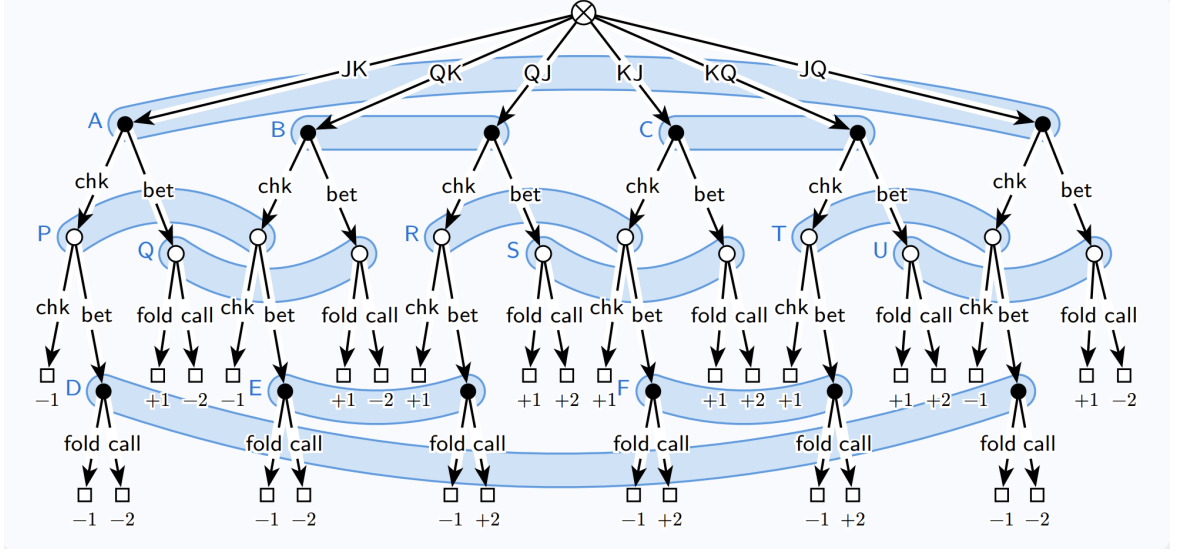 JK QK QJ KJ KQ JQ
A B C
chk bet chk bet chk bet chk bet chk bet chk bet
P Q R S T U
chk bet fold call chk bet fold call chk bet fold call chk bet fold call chk bet fold call chk bet fold call
−1 +1 −2 −1 +1 −2 +1 +1 +2 +1 +1 +2 +1 +1 +2 −1 +1 −2
D E F
fold call fold call fold call fold call fold call fold call
−1 −2 −1 −2 −1 +2 −1 +2 −1 +2 −1 −2